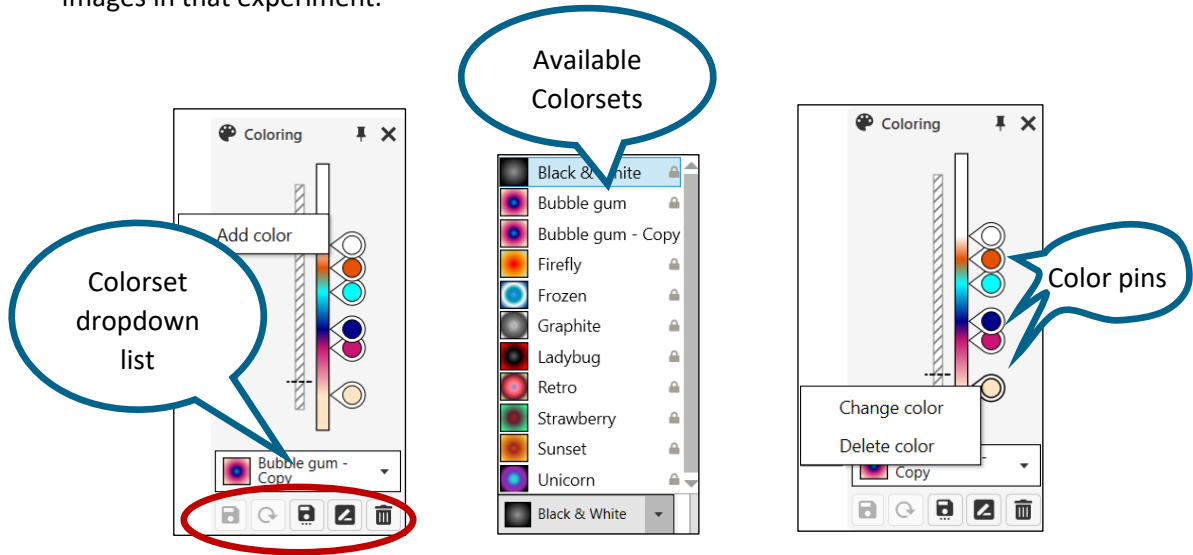 images in that experiment.
Available
Colorsets
Coloring
Add color
Colorset
dropdown
list
Bubble gum -
Copy
Black & White
Bubble gum
Bubble gum - Copy
Firefly
Frozen
Graphite
Ladybug
Retro
Strawberry
Sunset
Unicorn
Black & White
Coloring
Color pins
Change color
Delete color
Copy